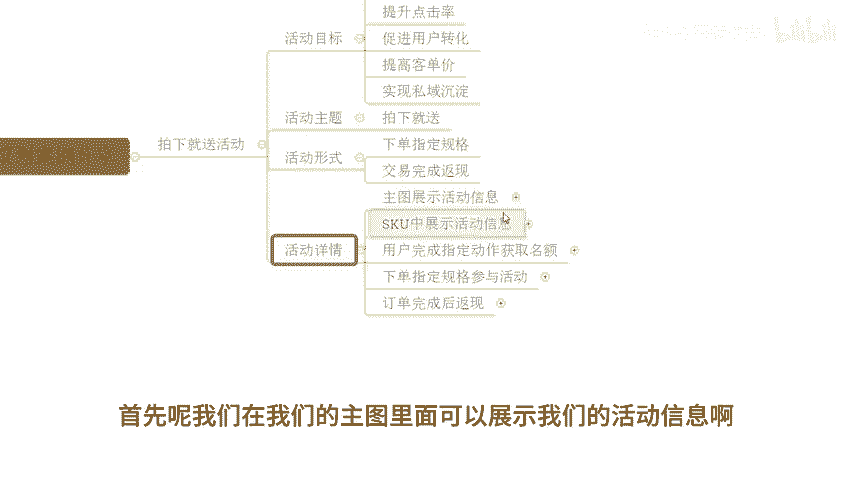 提升点击率
活动目标
促进用户转化
提高客单价
实现私域沉淀
活动主题
拍下就送
拍下就送活动
下单指定规格
活动形式
交易完成返现
主图展示活动信息
SKU中展示活动信息
活动详情
用户完成指定动作获取名额
下单指定规格参与活动
订单完成后返现
首先呢我们在我们的主图里面可以展示我们的活动信息啊